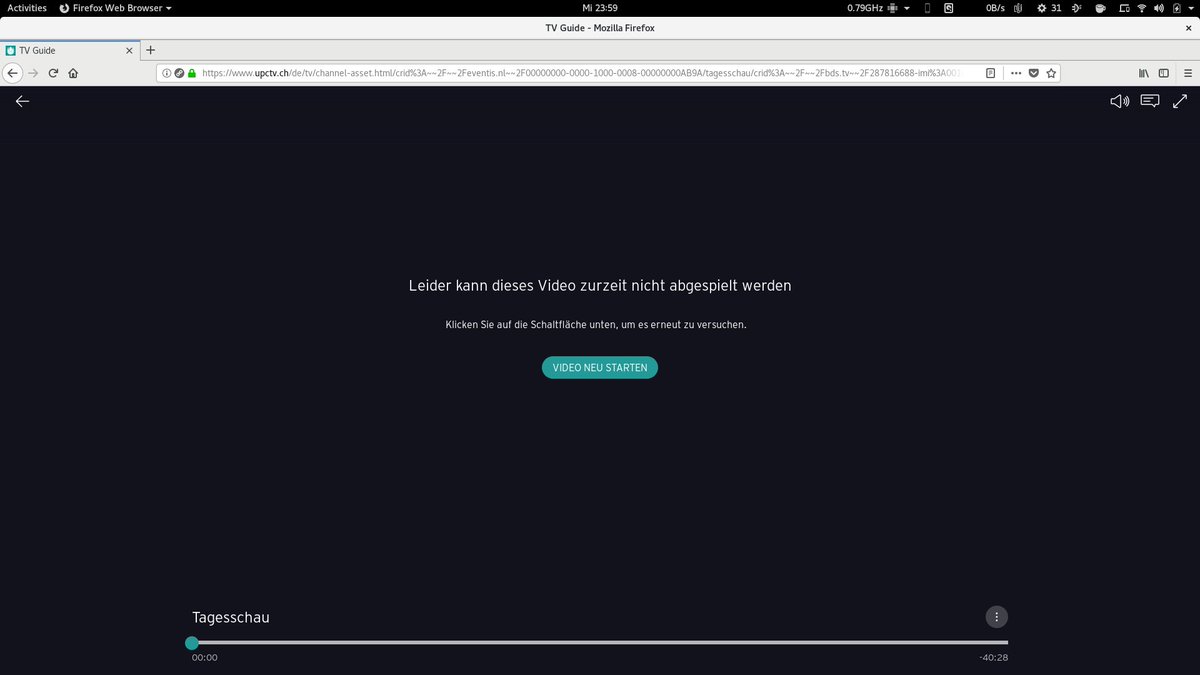 Activities Firefox Web Browser Mi 23:59 0.79GHz 0B/s 31
TV Guide - Mozilla Firefox
TV Guide
https://www.upctv.ch/de/tv/channel-asset.html/crid%3A~~2F~~2Feventis.nl~~2F00000000-0000-1000-0008-00000000AB9A/tagesschau/crid%3A~~2F~~2Fbds.tv~~2F287816688-imi%3A001
Leider kann dieses Video zurzeit nicht abgespielt werden
Klicken Sie auf die Schaltfläche unten, um es erneut zu versuchen.
VIDEO NEU STARTEN
Tagesschau
00:00 -40:28